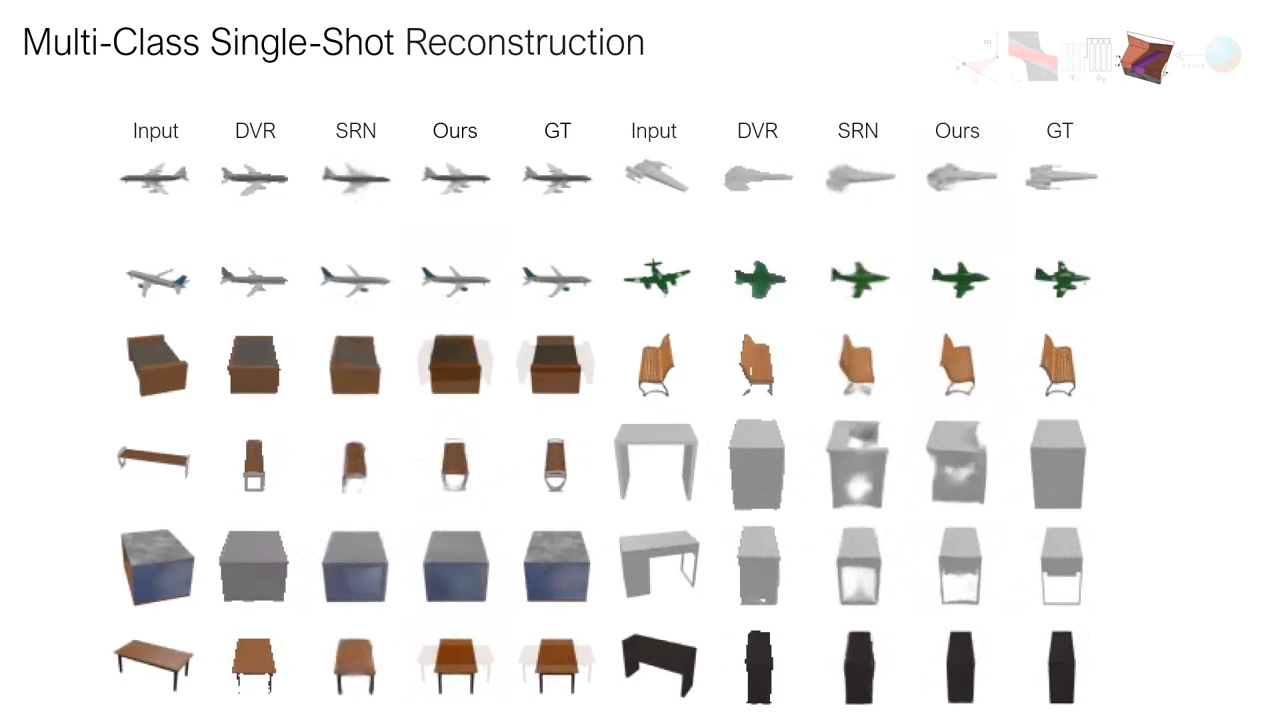 Multi-Class Single-Shot Reconstruction
Input DVR SRN Ours GT Input DVR SRN Ours GT